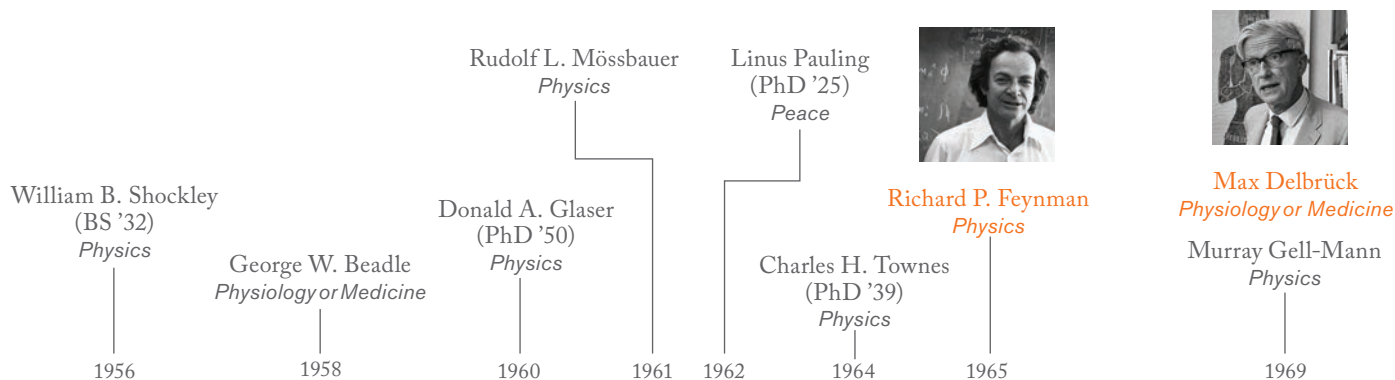 William B. Shockley
(BS ’32)
Physics
1956
George W. Beadle
Physiology or Medicine
1958
Donald A. Glaser
(PhD ’50)
Physics
1960
Rudolf L. Mössbauer
Physics
1961
Linus Pauling
(PhD ’25)
Peace
1962
Charles H. Townes
(PhD ’39)
Physics
1964
Richard P. Feynman
Physics
1965
Max Delbrück
Physiology or Medicine
Murray Gell-Mann
Physics
1969